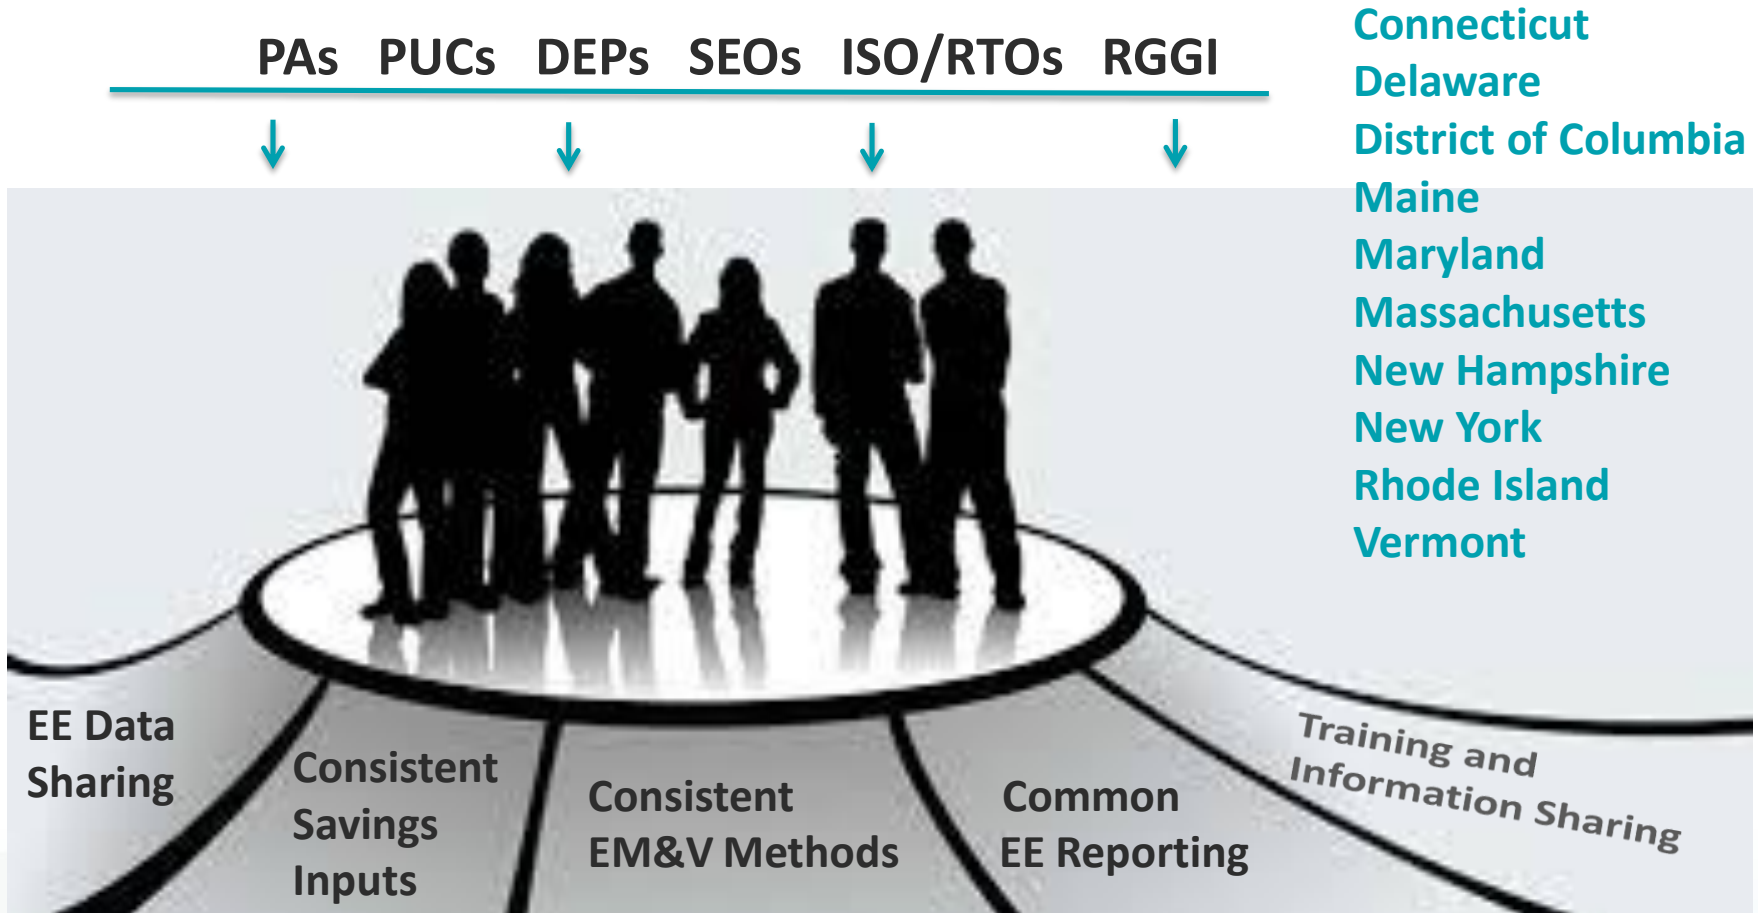 PAs PUCs DEPs SEOs ISO/RTOs RGGI
Connecticut
Delaware
District of Columbia
Maine
Maryland
Massachusetts
New Hampshire
New York
Rhode Island
Vermont
EE Data
Sharing
Consistent
Savings
Inputs
Consistent
EM&V Methods
Common
EE Reporting
Training and
Information Sharing